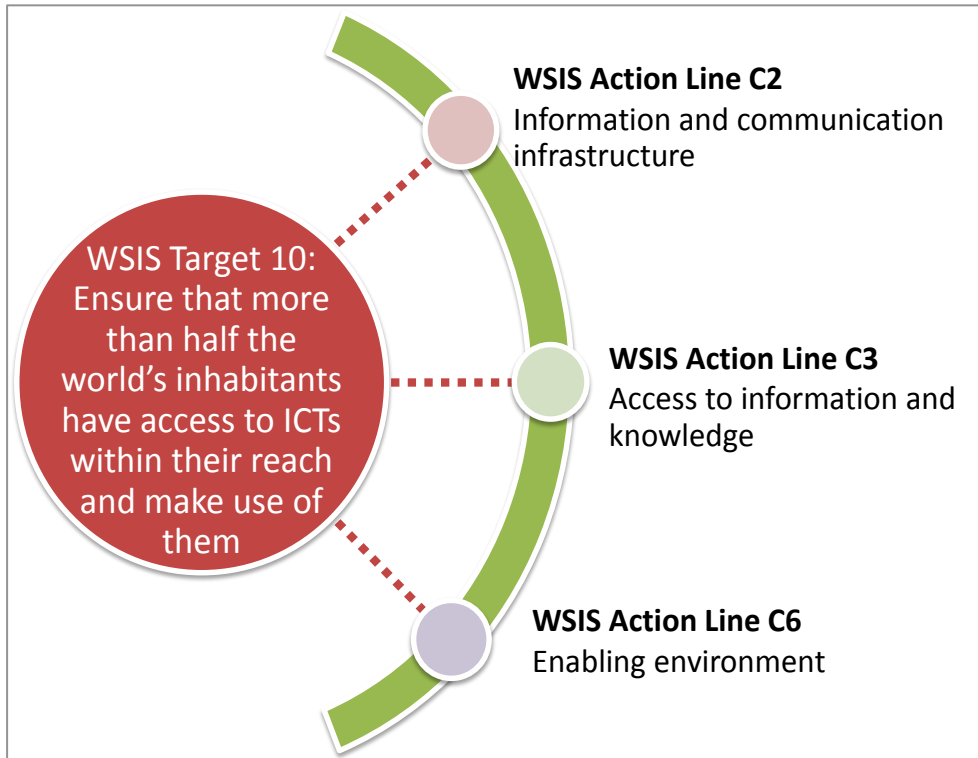 WSIS Target 10:
Ensure that more
than half the
world’s inhabitants
have access to ICTs
within their reach
and make use of
them
WSIS Action Line C2
Information and communication
infrastructure
WSIS Action Line C3
Access to information and
knowledge
WSIS Action Line C6
Enabling environment